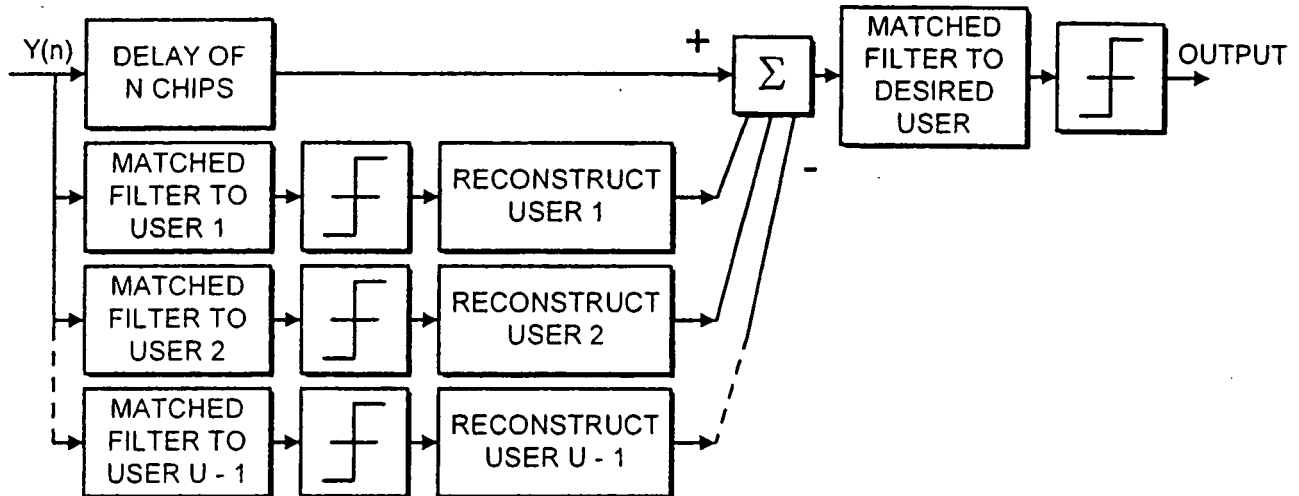 Y(n)
DELAY OF
N CHIPS
+
Σ
MATCHED
FILTER TO
DESIRED
USER
OUTPUT
-
MATCHED
FILTER TO
USER 1
RECONSTRUCT
USER 1
MATCHED
FILTER TO
USER 2
RECONSTRUCT
USER 2
MATCHED
FILTER TO
USER U - 1
RECONSTRUCT
USER U - 1